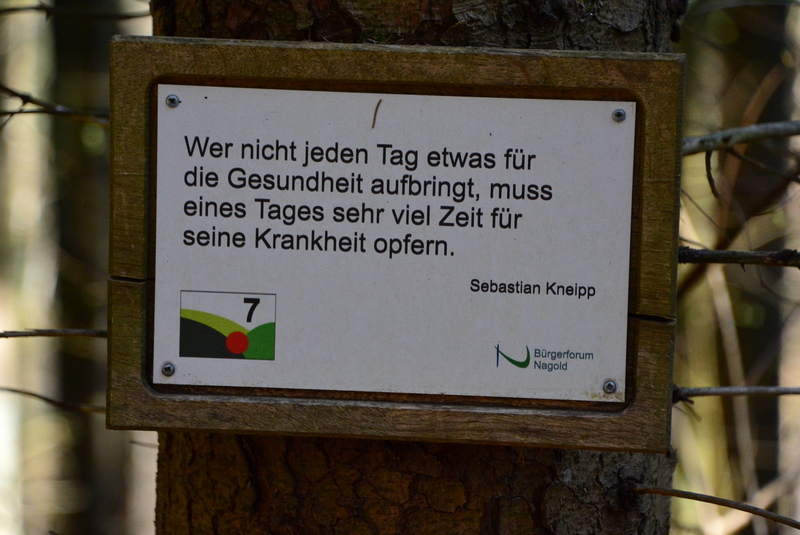 Wer nicht jeden Tag etwas für
die Gesundheit aufbringt, muss
eines Tages sehr viel Zeit für
seine Krankheit opfern.
Sebastian Kneipp
7
Bürgerforum
Nagold